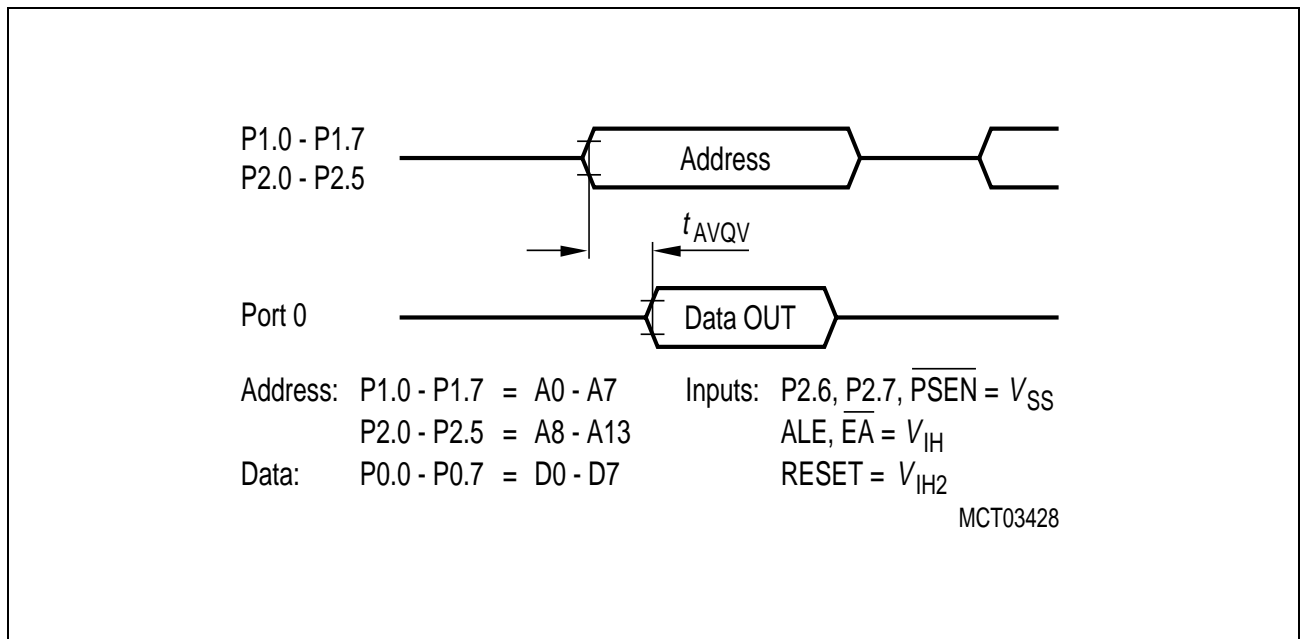 P1.0 - P1.7
P2.0 - P2.5
Address
tAVQV
Port 0
Data OUT
Address: P1.0 - P1.7 = A0 - A7 Inputs: P2.6, P2.7, P̅S̅E̅N̅ = VSS
P2.0 - P2.5 = A8 - A13 ALE, E̅A̅ = VIH
Data: P0.0 - P0.7 = D0 - D7 RESET = VIH2
MCT03428